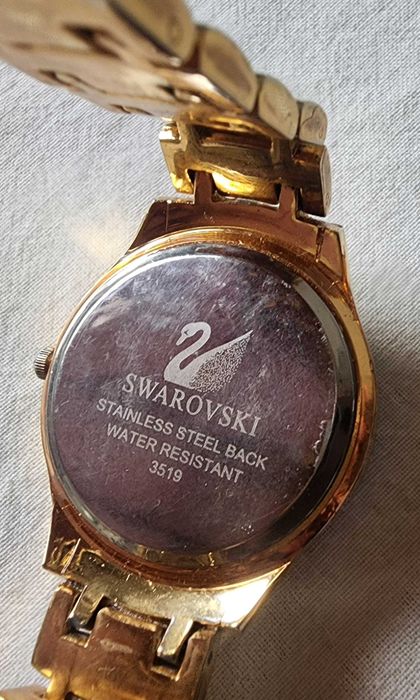 SWAROVSKI
STAINLESS STEEL BACK
WATER RESISTANT
3519